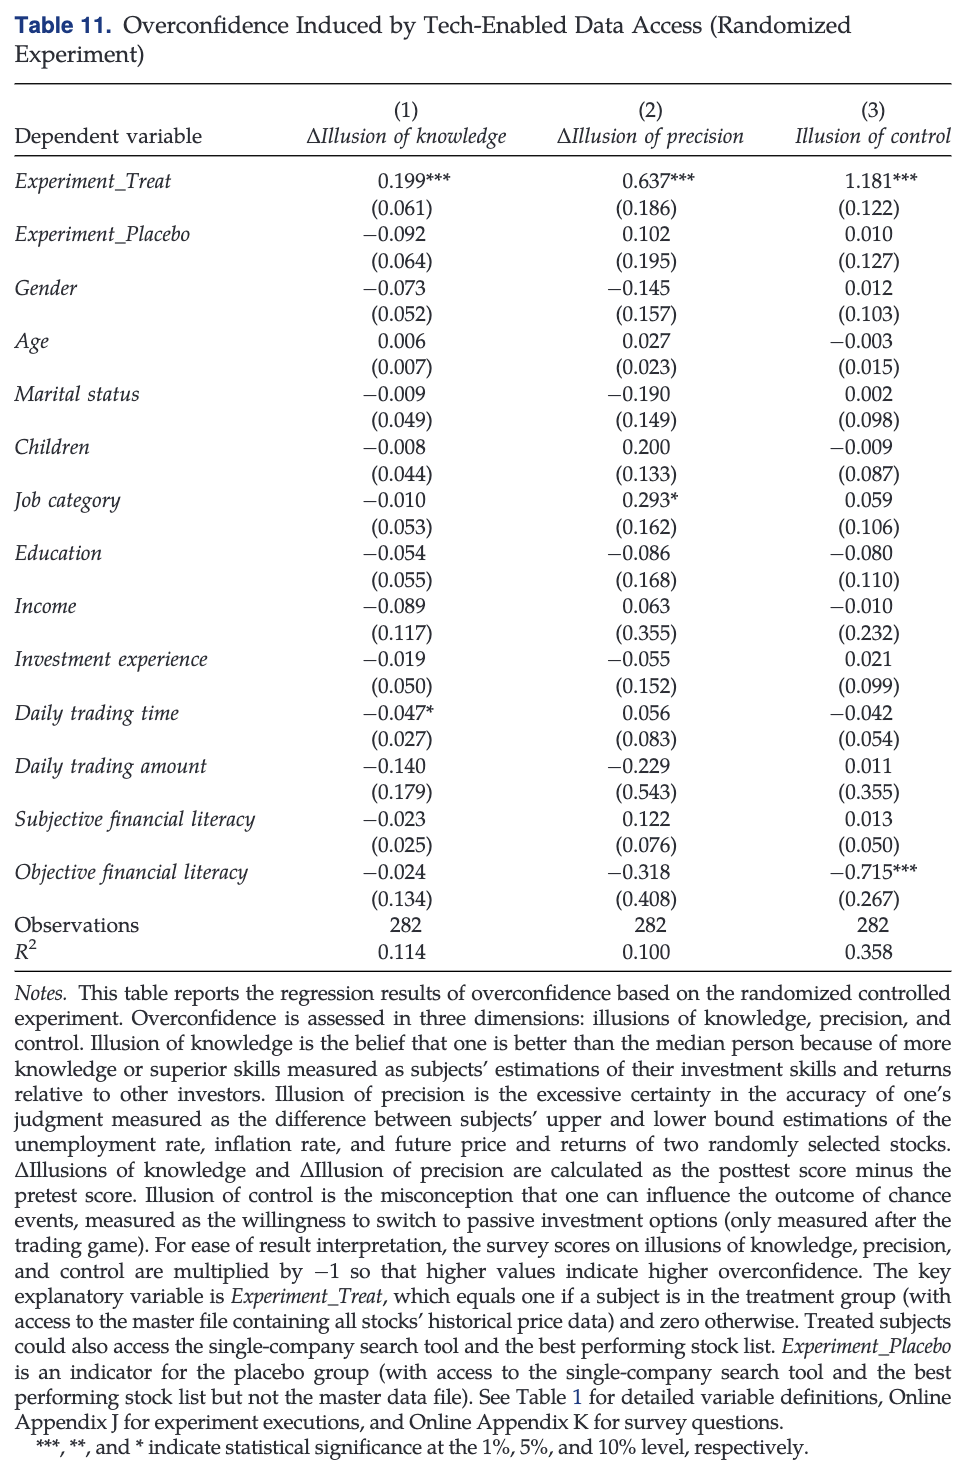 Table 11. Overconfidence Induced by Tech-Enabled Data Access (Randomized
Experiment)
(1) (2) (3)
Dependent variable ΔIllusion of knowledge ΔIllusion of precision Illusion of control
Experiment_Treat 0.199*** 0.637*** 1.181***
(0.061) (0.186) (0.122)
Experiment_Placebo −0.092 0.102 0.010
(0.064) (0.195) (0.127)
Gender −0.073 −0.145 0.012
(0.052) (0.157) (0.103)
Age 0.006 0.027 −0.003
(0.007) (0.023) (0.015)
Marital status −0.009 −0.190 0.002
(0.049) (0.149) (0.098)
Children −0.008 0.200 −0.009
(0.044) (0.133) (0.087)
Job category −0.010 0.293* 0.059
(0.053) (0.162) (0.106)
Education −0.054 −0.086 −0.080
(0.055) (0.168) (0.110)
Income −0.089 0.063 −0.010
(0.117) (0.355) (0.232)
Investment experience −0.019 −0.055 0.021
(0.050) (0.152) (0.099)
Daily trading time −0.047* 0.056 −0.042
(0.027) (0.083) (0.054)
Daily trading amount −0.140 −0.229 0.011
(0.179) (0.543) (0.355)
Subjective financial literacy −0.023 0.122 0.013
(0.025) (0.076) (0.050)
Objective financial literacy −0.024 −0.318 −0.715***
(0.134) (0.408) (0.267)
Observations 282 282 282
R² 0.114 0.100 0.358
Notes. This table reports the regression results of overconfidence based on the randomized controlled
experiment. Overconfidence is assessed in three dimensions: illusions of knowledge, precision, and
control. Illusion of knowledge is the belief that one is better than the median person because of more
knowledge or superior skills measured as subjects' estimations of their investment skills and returns
relative to other investors. Illusion of precision is the excessive certainty in the accuracy of one's
judgment measured as the difference between subjects' upper and lower bound estimations of the
unemployment rate, inflation rate, and future price and returns of two randomly selected stocks.
ΔIllusions of knowledge and ΔIllusion of precision are calculated as the posttest score minus the
pretest score. Illusion of control is the misconception that one can influence the outcome of chance
events, measured as the willingness to switch to passive investment options (only measured after the
trading game). For ease of result interpretation, the survey scores on illusions of knowledge, precision,
and control are multiplied by −1 so that higher values indicate higher overconfidence. The key
explanatory variable is Experiment_Treat, which equals one if a subject is in the treatment group (with
access to the master file containing all stocks' historical price data) and zero otherwise. Treated subjects
could also access the single-company search tool and the best performing stock list. Experiment_Placebo
is an indicator for the placebo group (with access to the single-company search tool and the best
performing stock list but not the master data file). See Table 1 for detailed variable definitions, Online
Appendix J for experiment executions, and Online Appendix K for survey questions.
***, **, and * indicate statistical significance at the 1%, 5%, and 10% level, respectively.